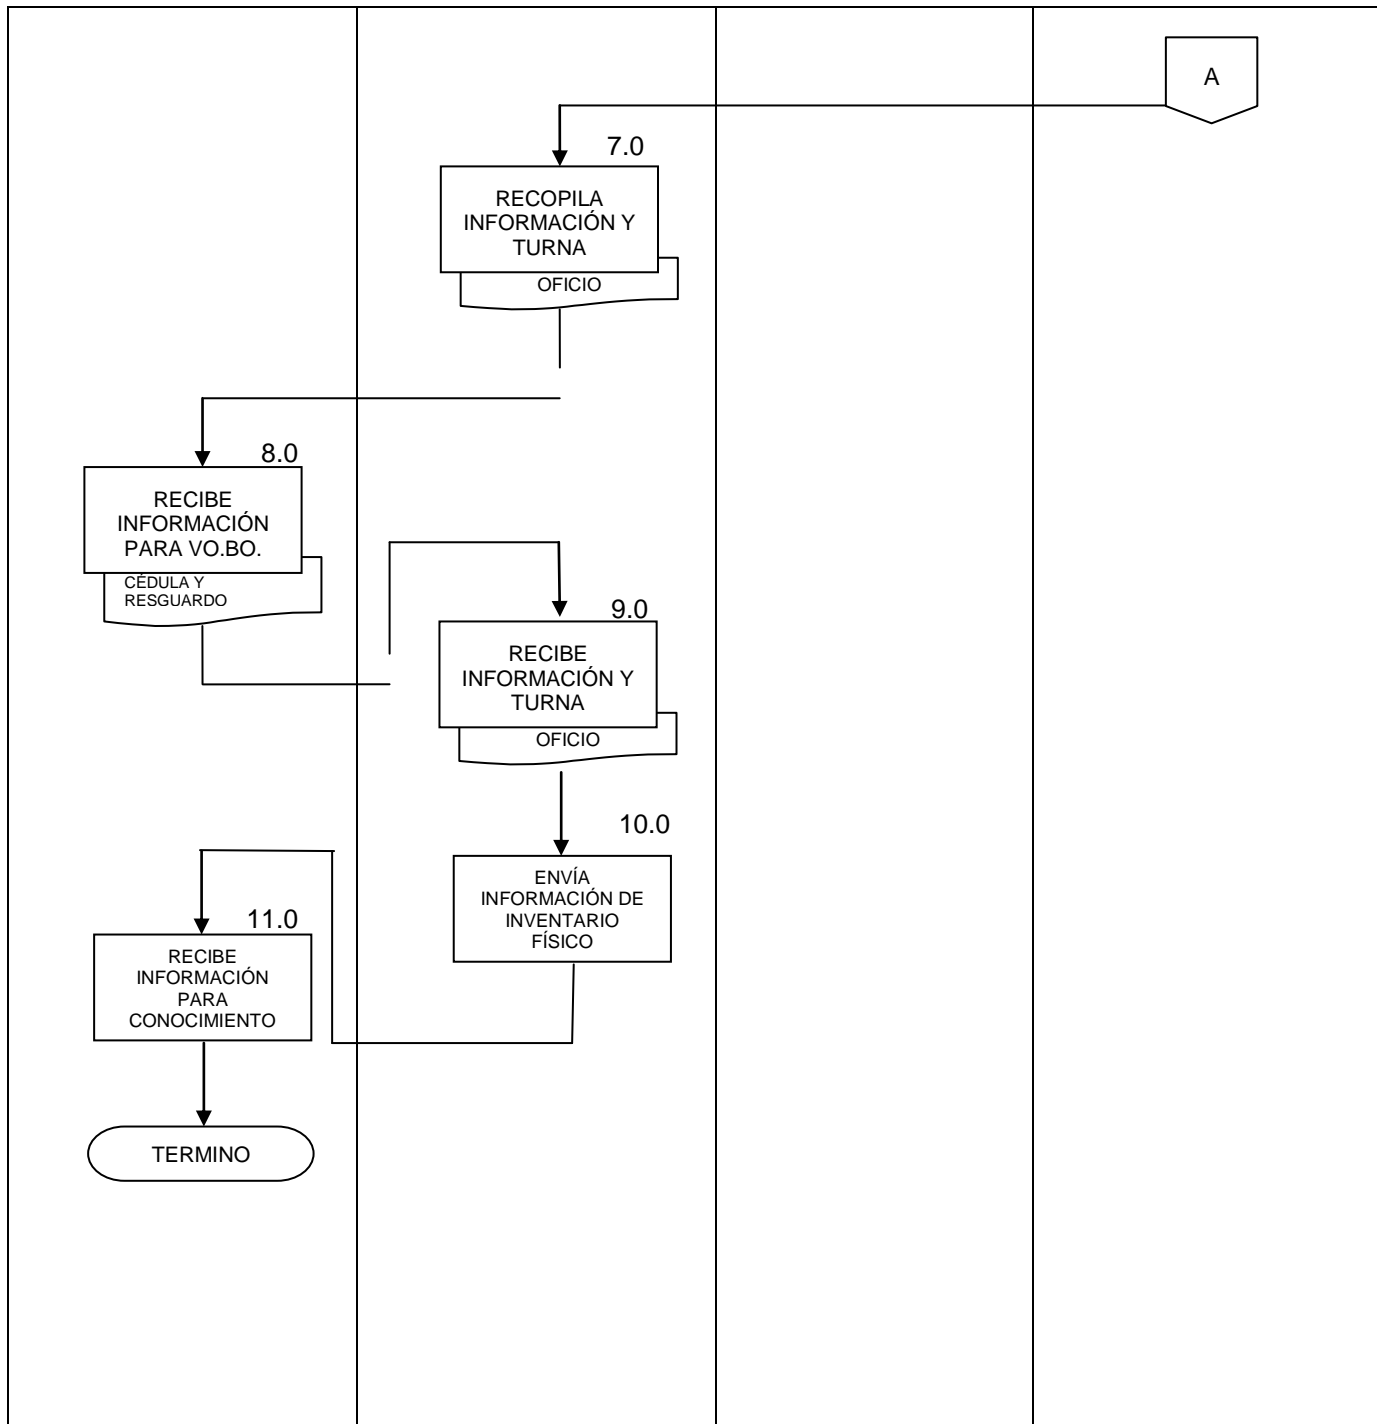 A
7.0
RECOPILA
INFORMACIÓN Y
TURNA
OFICIO
8.0
RECIBE
INFORMACIÓN
PARA VO.BO.
CÉDULA Y
RESGUARDO
9.0
RECIBE
INFORMACIÓN Y
TURNA
OFICIO
10.0
ENVÍA
INFORMACIÓN DE
INVENTARIO
FÍSICO
11.0
RECIBE
INFORMACIÓN
PARA
CONOCIMIENTO
TERMINO